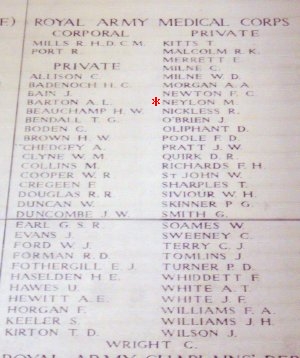 E) ROYAL ARMY MEDICAL CORPS
CORPORAL
MILLS R. H. D. C. M.
PORT R.
PRIVATE
ALLISON C.
BADENOCH H. C.
BAIN J.
BARTON A. L.
BEAUCHAMP H. W.
BENDALL T. G.
BODEN C.
BROWN H. W.
CHEDGEY A.
CLYNE W. M.
COLLINS M.
COOPER W. R.
CREGEEN F.
DOUGLAS R. R.
DUNCAN W.
DUNCOMBE J. W.
EARL G. S. R.
EVANS J.
FORD W. J.
FORMAN R. D.
FOTHERGILL E. J.
HASELDEN H. E.
HAWES U.
HEWITT A. E.
HORGAN F.
KEELER S.
KIRTON T. D.
PRIVATE
KITTS T.
MALCOLM R. K.
MERRETT E.
MILNE C.
MILNE W. D.
MORGAN A. A.
NEWTON F. C.
* NEYLON M.
NICKLESS R.
O'BRIEN J.
OLIPHANT D.
POOLE F. D.
PRATT J. W.
QUIRK D. R.
RICHARDS F. H.
ST JOHN W.
SHARPLES T.
SIVIOUR W. H.
SKINNER P. G.
SMITH G.
SOAMES W.
SWEENEY C.
TERRY C. J.
TOMLINS J.
TURNER P. D.
WHIDDETT F.
WHITE A. T.
WHITE J. F.
WILLIAMS F. A.
WILLIAMS J. H.
WILSON J.
WRIGHT C.
ROYAL ARMY